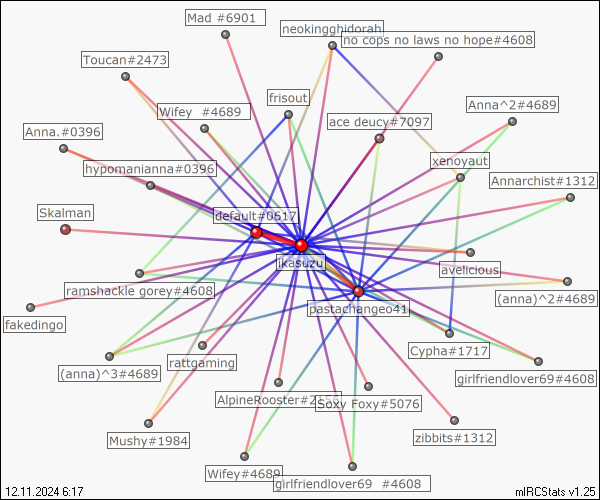 Mad #6901
neokingghidorah
no cops no laws no hope#4608
Toucan#2473
frisout
Wifey #4689
Anna^2#4689
ace deucy#7097
Anna.#0396
xenoyaut
hypomanianna#0396
Annarchist#1312
Skalman
default#0617
ikasuzu
avelicious
ramshackle gorey#4608
(anna)^2#4689
pastachangeo41
fakedingo
Cypha#1717
rattgaming
(anna)^3#4689
girlfriendlover69#4608
AlpineRooster#2
Soxy Foxy#5076
Mushy#1984
zibbits#1312
Wifey#4689
girlfriendlover69 #4608
12.11.2024 6:17
mIRCStats v1.25